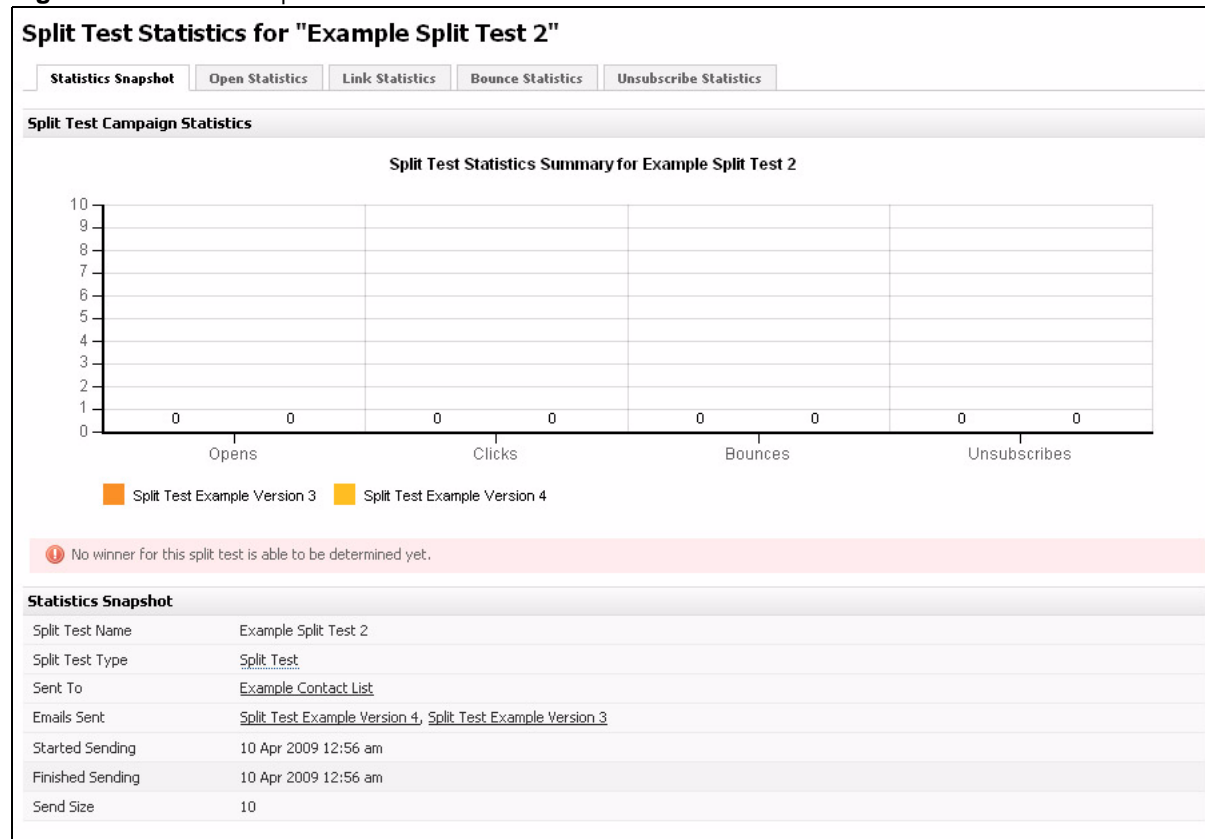 Split Test Statistics for "Example Split Test 2"
Statistics Snapshot Open Statistics Link Statistics Bounce Statistics Unsubscribe Statistics
Split Test Campaign Statistics
Split Test Statistics Summary for Example Split Test 2
10
9
8
7
6
5
4
3
2
1
0
0 0 0 0 0 0 0 0
Opens Clicks Bounces Unsubscribes
Split Test Example Version 3 Split Test Example Version 4
No winner for this split test is able to be determined yet.
Statistics Snapshot
Split Test Name Example Split Test 2
Split Test Type Split Test
Sent To Example Contact List
Emails Sent Split Test Example Version 4, Split Test Example Version 3
Started Sending 10 Apr 2009 12:56 am
Finished Sending 10 Apr 2009 12:56 am
Send Size 10